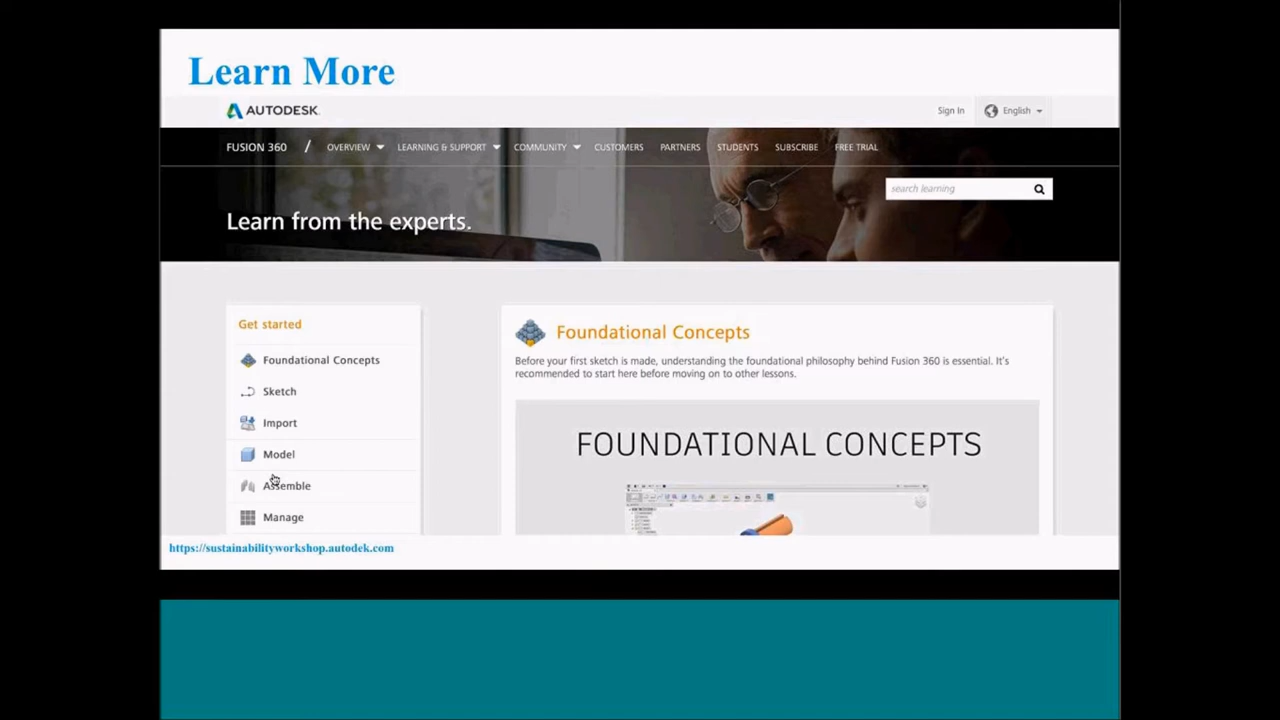 Learn More
AUTODESK.
Sign In
English
FUSION 360 / OVERVIEW LEARNING & SUPPORT COMMUNITY CUSTOMERS PARTNERS STUDENTS SUBSCRIBE FREE TRIAL
search learning
Learn from the experts.
Get started
Foundational Concepts
Sketch
Import
Model
Assemble
Manage
Foundational Concepts
Before your first sketch is made, understanding the foundational philosophy behind Fusion 360 is essential. It's
recommended to start here before moving on to other lessons.
FOUNDATIONAL CONCEPTS
https://sustainabilityworkshop.autodek.com